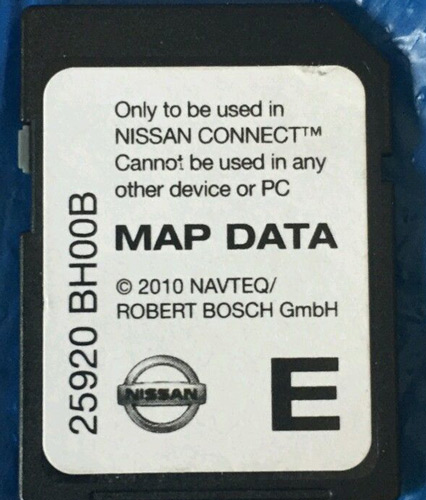 Only to be used in
NISSAN CONNECT™
Cannot be used in any
other device or PC
MAP DATA
© 2010 NAVTEQ/
ROBERT BOSCH GmbH
25920 BH00B
NISSAN
E